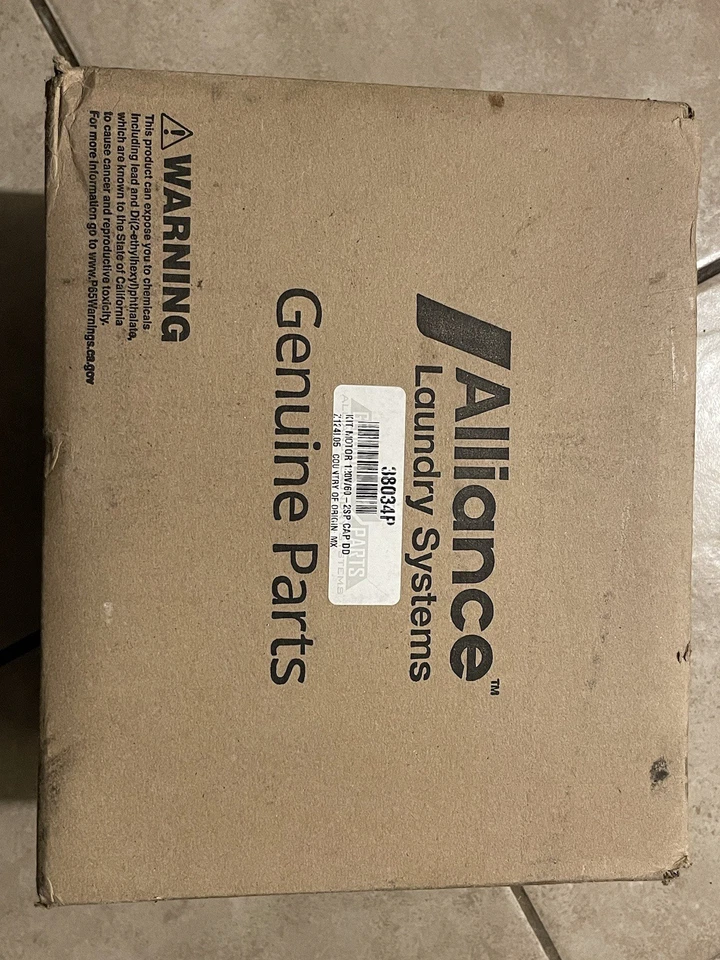 Alliance™
Laundry Systems
38034P
KIT MOTOR 120V/60-2SP CAP DD
COUNTRY OF ORIGIN MX
PARTS
Genuine Parts
WARNING
This product can expose you to chemicals
Including lead and Di(2-ethylhexyl)phthalate,
which are known to the State of California
to cause cancer and reproductive toxicity.
For more information go to www.P65Warnings.ca.gov